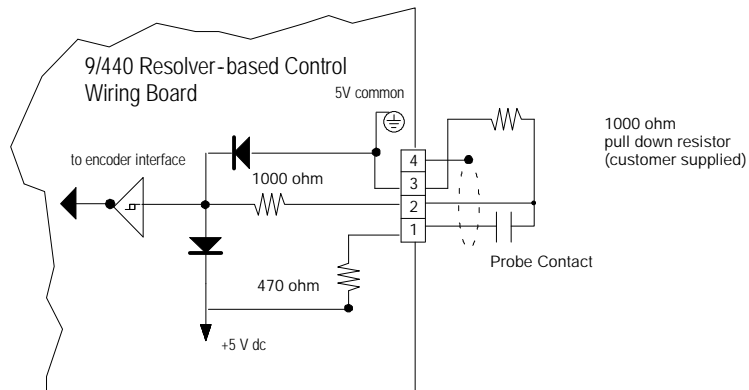 9/440 Resolver-based Control
Wiring Board
5V common
1000 ohm
pull down resistor
(customer supplied)
to encoder interface
1000 ohm
4
3
2
1
Probe Contact
470 ohm
+5 V dc